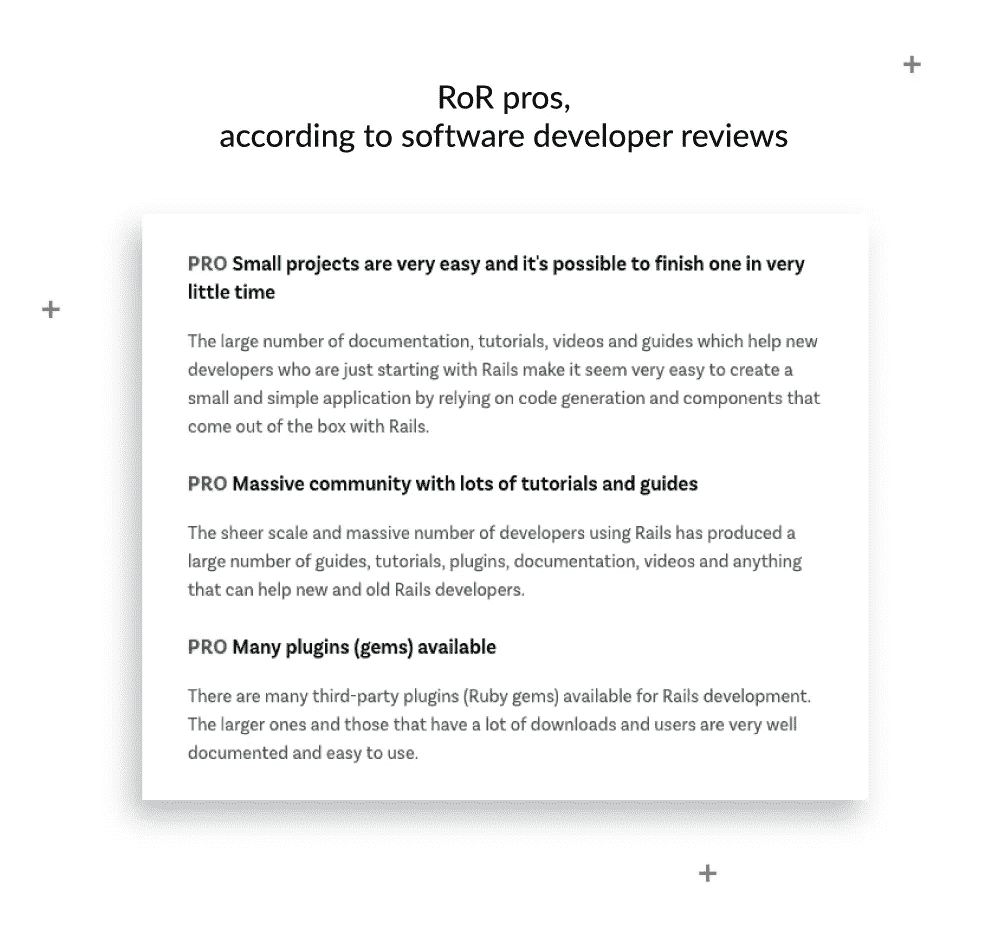 RoR pros,
according to software developer reviews
PRO Small projects are very easy and it's possible to finish one in very
little time
The large number of documentation, tutorials, videos and guides which help new
developers who are just starting with Rails make it seem very easy to create a
small and simple application by relying on code generation and components that
come out of the box with Rails.
PRO Massive community with lots of tutorials and guides
The sheer scale and massive number of developers using Rails has produced a
large number of guides, tutorials, plugins, documentation, videos and anything
that can help new and old Rails developers.
PRO Many plugins (gems) available
There are many third-party plugins (Ruby gems) available for Rails development.
The larger ones and those that have a lot of downloads and users are very well
documented and easy to use.